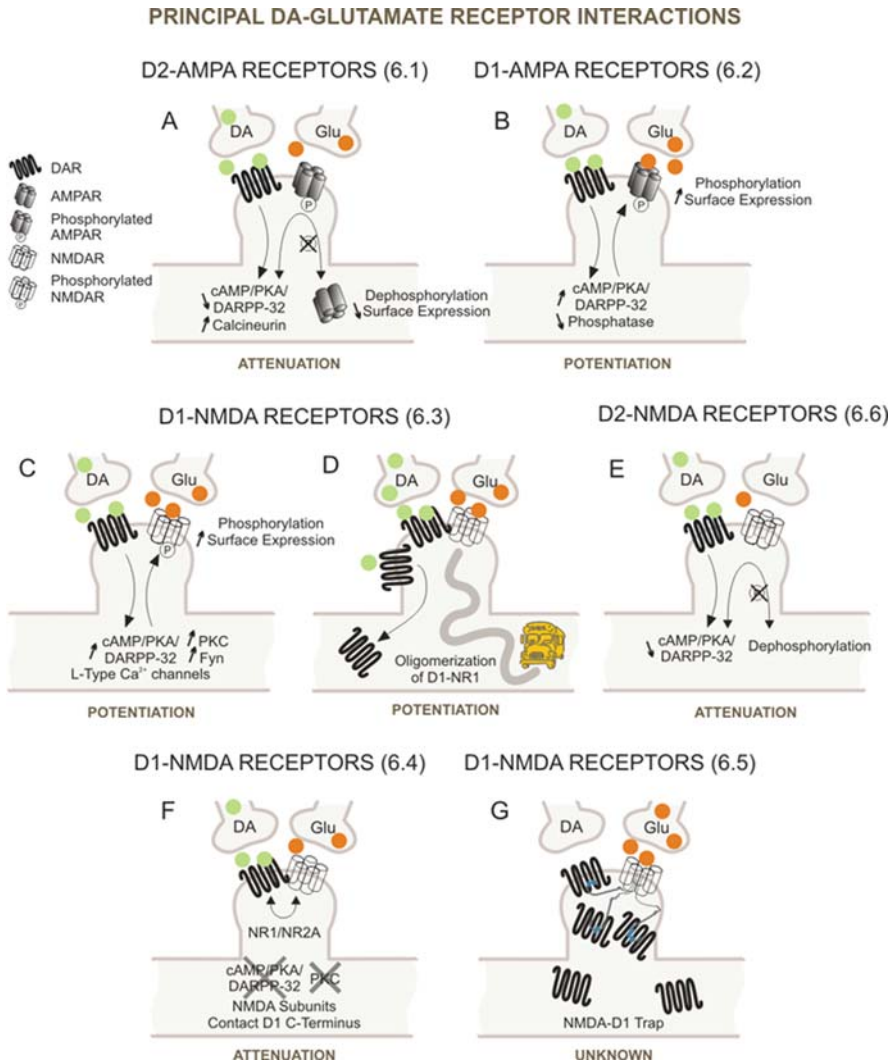 PRINCIPAL DA-GLUTAMATE RECEPTOR INTERACTIONS
D2-AMPA RECEPTORS (6.1)
D1-AMPA RECEPTORS (6.2)
DAR
AMPAR
Phosphorylated
AMPAR
P
NMDAR
Phosphorylated
NMDAR
P
A
DA
Glu
P
P
cAMP/PKA/
DARPP-32
Calcineurin
Dephosphorylation
Surface Expression
ATTENUATION
B
DA
Glu
P
Phosphorylation
Surface Expression
cAMP/PKA/
DARPP-32
Phosphatase
POTENTIATION
D1-NMDA RECEPTORS (6.3)
D2-NMDA RECEPTORS (6.6)
C
DA
Glu
P
Phosphorylation
Surface Expression
cAMP/PKA/
DARPP-32
PKC
Fyn
L-Type Ca²⁺ channels
POTENTIATION
D
DA
Glu
Oligomerization
of D1-NR1
POTENTIATION
E
DA
Glu
P
cAMP/PKA/
DARPP-32
Dephosphorylation
ATTENUATION
D1-NMDA RECEPTORS (6.4)
D1-NMDA RECEPTORS (6.5)
F
DA
Glu
NR1/NR2A
cAMP/PKA/
DARPP-32
PKC
NMDA Subunits
Contact D1 C-Terminus
ATTENUATION
G
DA
Glu
NMDA-D1 Trap
UNKNOWN